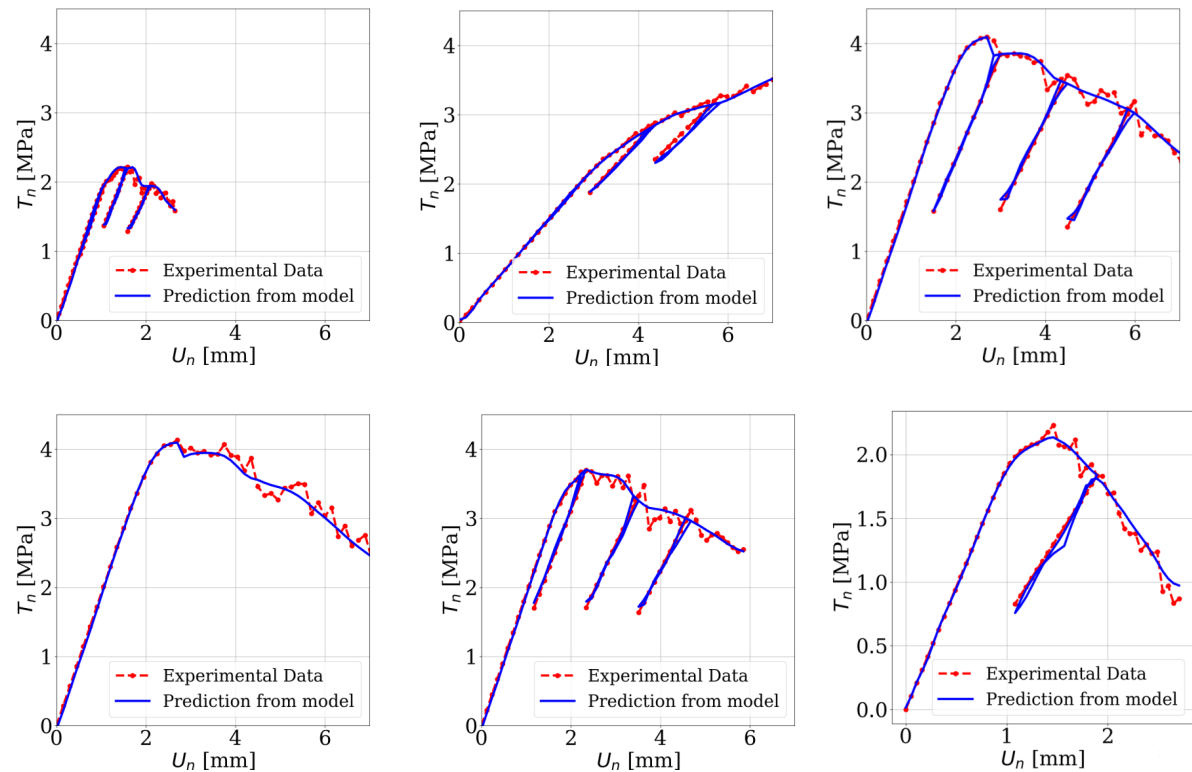 4
3
2
1
0
T_n [MPa]
0 2 4 6
U_n [mm]
Experimental Data
Prediction from model
4
3
2
1
0
T_n [MPa]
0 2 4 6
U_n [mm]
Experimental Data
Prediction from model
4
3
2
1
0
T_n [MPa]
0 2 4 6
U_n [mm]
Experimental Data
Prediction from model
4
3
2
1
0
T_n [MPa]
0 2 4 6
U_n [mm]
Experimental Data
Prediction from model
4
3
2
1
0
T_n [MPa]
0 2 4 6
U_n [mm]
Experimental Data
Prediction from model
2.0
1.5
1.0
0.5
0.0
T_n [MPa]
0 1 2
U_n [mm]
Experimental Data
Prediction from model